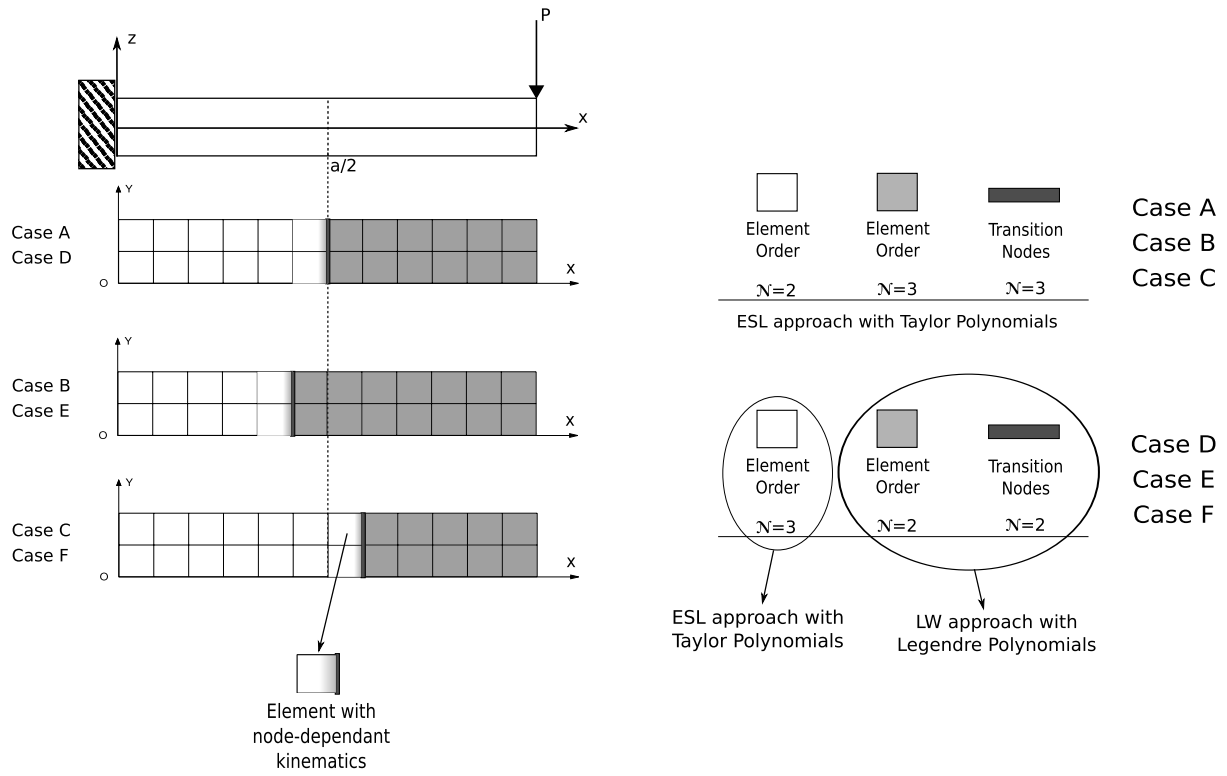 P
z
x
a/2
Y
Case A
Case D
O
X
Y
Case B
Case E
O
X
Y
Case C
Case F
O
X
Element with
node-dependant
kinematics
Element
Order
𝒩=2
Element
Order
𝒩=3
Transition
Nodes
𝒩=3
ESL approach with Taylor Polynomials
Case A
Case B
Case C
Element
Order
𝒩=3
Element
Order
𝒩=2
Transition
Nodes
𝒩=2
Case D
Case E
Case F
ESL approach with
Taylor Polynomials
LW approach with
Legendre Polynomials